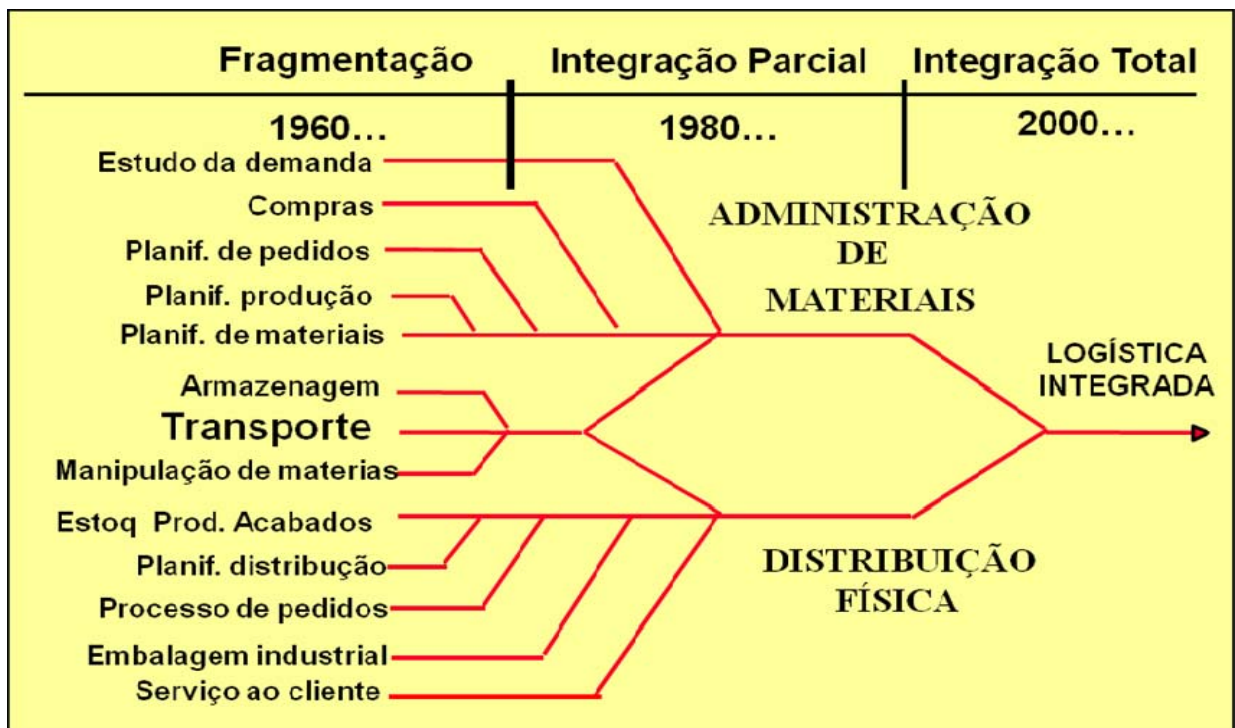 Fragmentação
Integração Parcial
Integração Total
1960...
1980...
2000...
Estudo da demanda
Compras
Planif. de pedidos
Planif. produção
Planif. de materiais
Armazenagem
Transporte
Manipulação de materias
Estoq Prod. Acabados
Planif. distribução
Processo de pedidos
Embalagem industrial
Serviço ao cliente
ADMINISTRAÇÃO
DE
MATERIAIS
DISTRIBUIÇÃO
FÍSICA
LOGÍSTICA
INTEGRADA